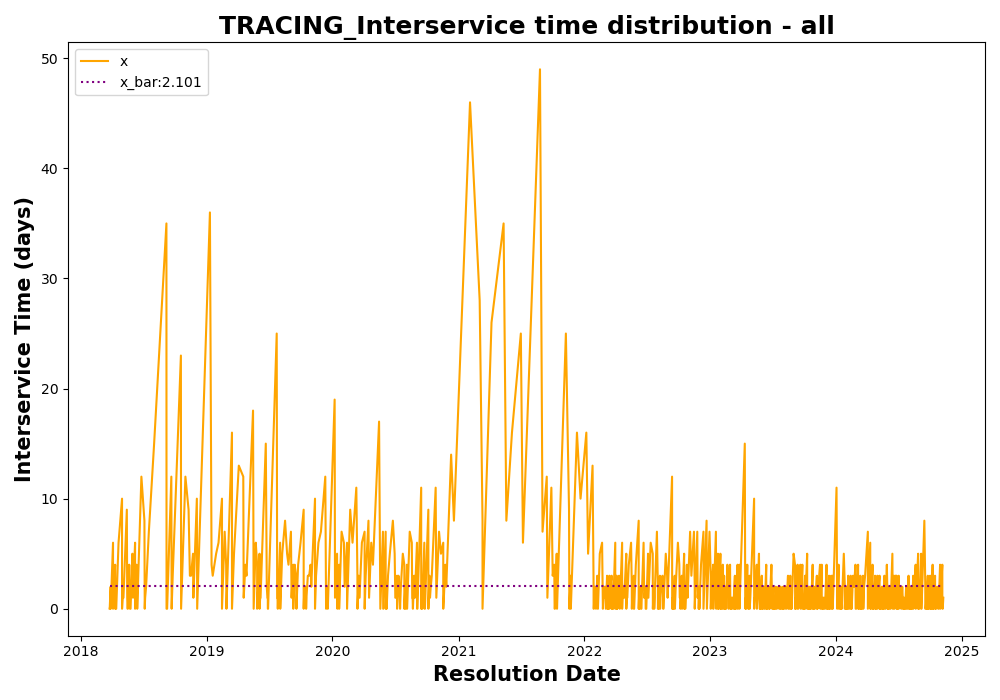 TRACING_Interservice time distribution - all
x
x_bar:2.101
Interservice Time (days)
50
40
30
20
10
0
2018 2019 2020 2021 2022 2023 2024 2025
Resolution Date